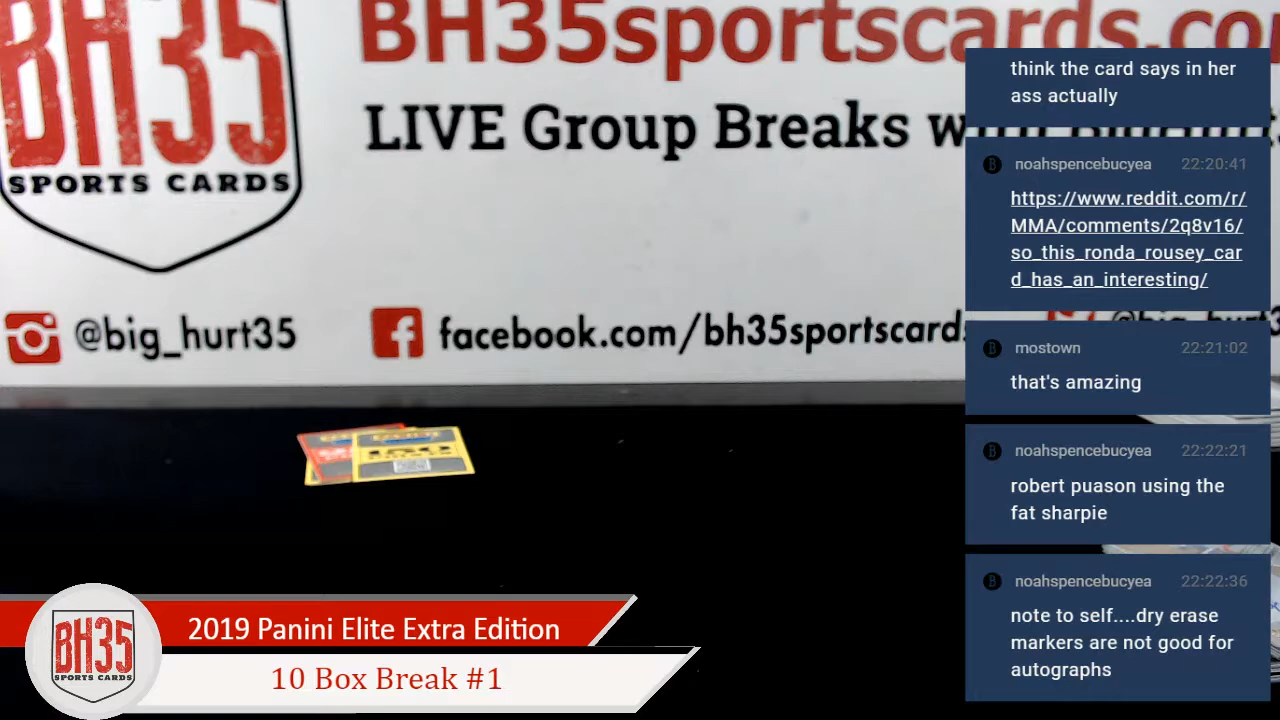 BH35
SPORTS CARDS
BH35sportscards.co
LIVE Group Breaks w
@big_hurt35
facebook.com/bh35sportscards
@big_hurt3
think the card says in her
ass actually
noahspencebucyea 22:20:41
https://www.reddit.com/r/
MMA/comments/2q8v16/
so_this_ronda_rousey_car
d_has_an_interesting/
mostown 22:21:02
that's amazing
noahspencebucyea 22:22:21
robert puason using the
fat sharpie
noahspencebucyea 22:22:36
note to self....dry erase
markers are not good for
autographs
BH35
SPORTS CARDS
2019 Panini Elite Extra Edition
10 Box Break #1